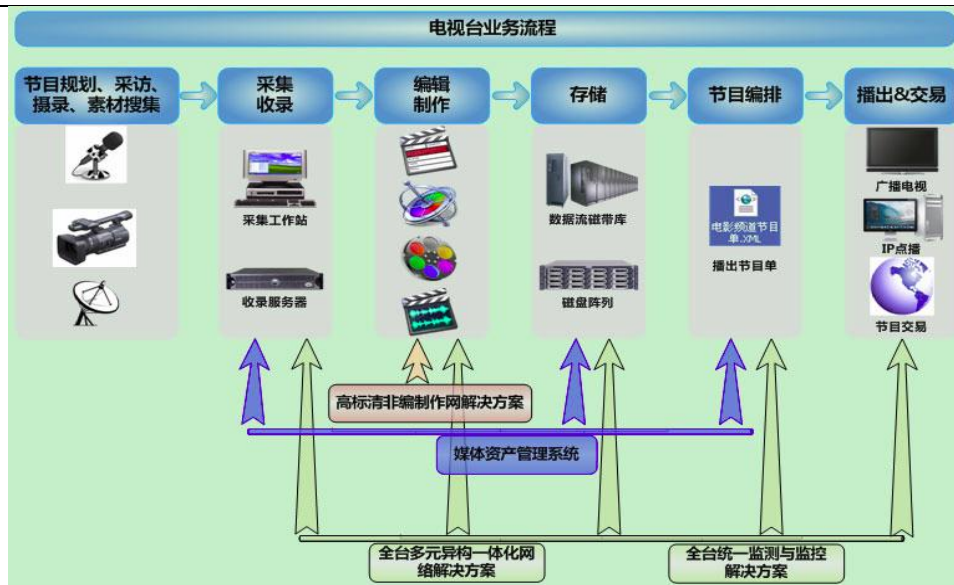 电视台业务流程
节目规划、采访、
摄录、素材搜集
采集
收录
编辑
制作
存储
节目编排
播出&交易
采集工作站
收录服务器
数据流磁带库
磁盘阵列
电影频道节目
单.XML
播出节目单
广播电视
IP点播
节目交易
高标清非编制作网解决方案
媒体资产管理系统
全台多元异构一体化网
络解决方案
全台统一监测与监控
解决方案